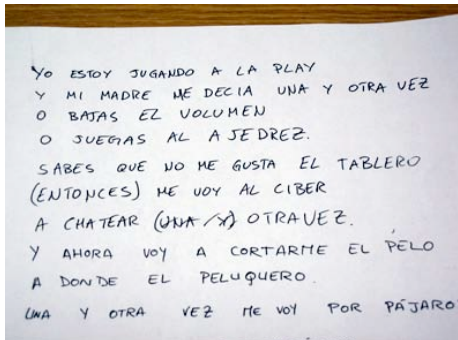 YO ESTOY JUGANDO A LA PLAY
Y MI MADRE ME DECIA UNA Y OTRA VEZ
O BAJAS EL VOLUMEN
O JUEGAS AL AJEDREZ.
SABES QUE NO ME GUSTA EL TABLERO
(ENTONCES) ME VOY AL CIBER
A CHATEAR (UNA /X) OTRA VEZ.
Y AHORA VOY A CORTARME EL PELO
A DONDE EL PELUQUERO.
UNA Y OTRA VEZ ME VOY POR PÁJARO